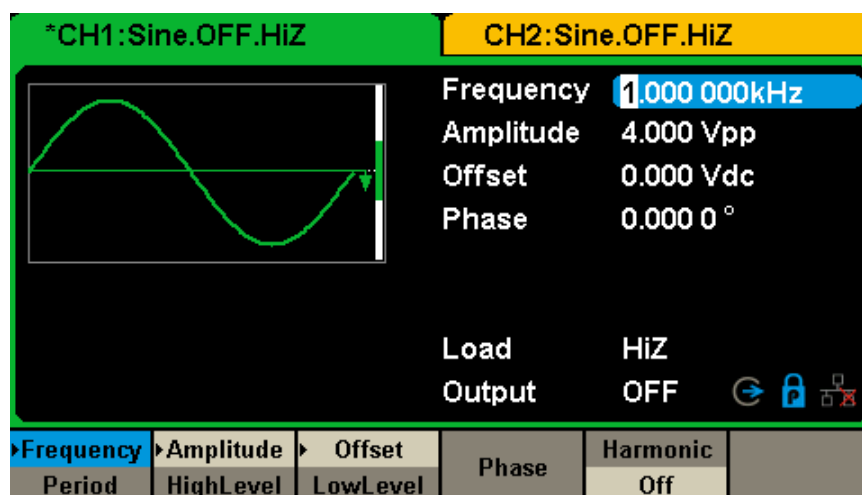 *CH1:Sine.OFF.HiZ
CH2:Sine.OFF.HiZ
Frequency 1.000 000kHz
Amplitude 4.000 Vpp
Offset 0.000 Vdc
Phase 0.000 0 °
Load HiZ
Output OFF P
Frequency Amplitude Offset Phase Harmonic
Period HighLevel LowLevel Off